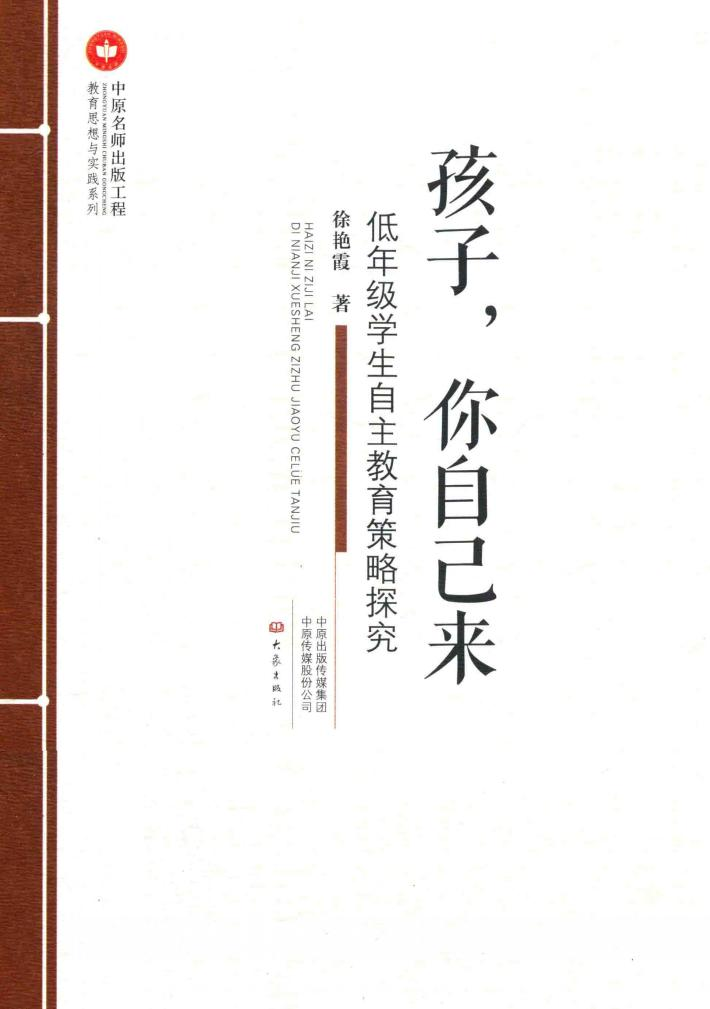 孩子，你自己来
低年级学生自主教育策略探究
徐艳霞 著
HAIZI NI ZIJI LAI
DI NIANJI XUESHENG ZIZHU JIAOYU CELÜE TANJIU
中原出版传媒集团
中原传媒股份公司
大象出版社
中原名师出版工程
ZHONGYUAN MINGSHI CHUBAN GONGCHENG
教育思想与实践系列